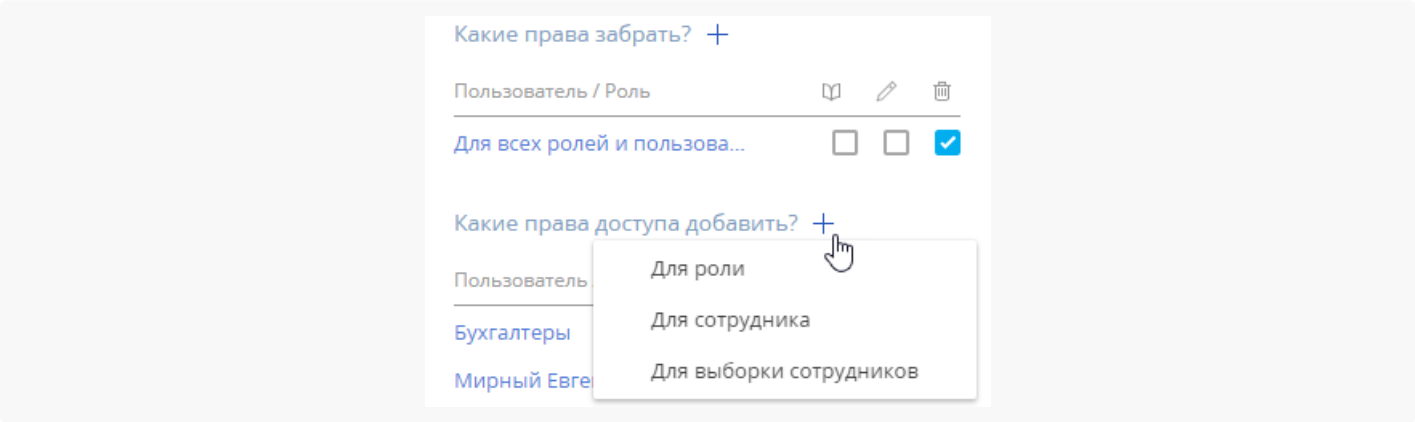 Какие права забрать? +
Пользователь / Роль
Для всех ролей и пользова...
Какие права доступа добавить? +
Для роли
Пользователь
Для сотрудника
Бухгалтеры
Для выборки сотрудников
Мирный Евге